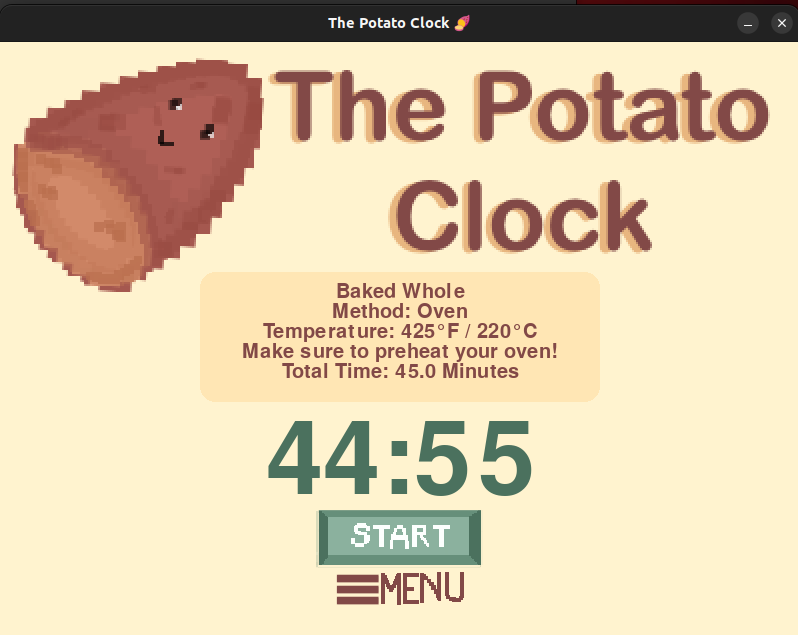 The Potato Clock 🍠
The Potato
Clock
Baked Whole
Method: Oven
Temperature: 425°F / 220°C
Make sure to preheat your oven!
Total Time: 45.0 Minutes
44:55
START
MENU